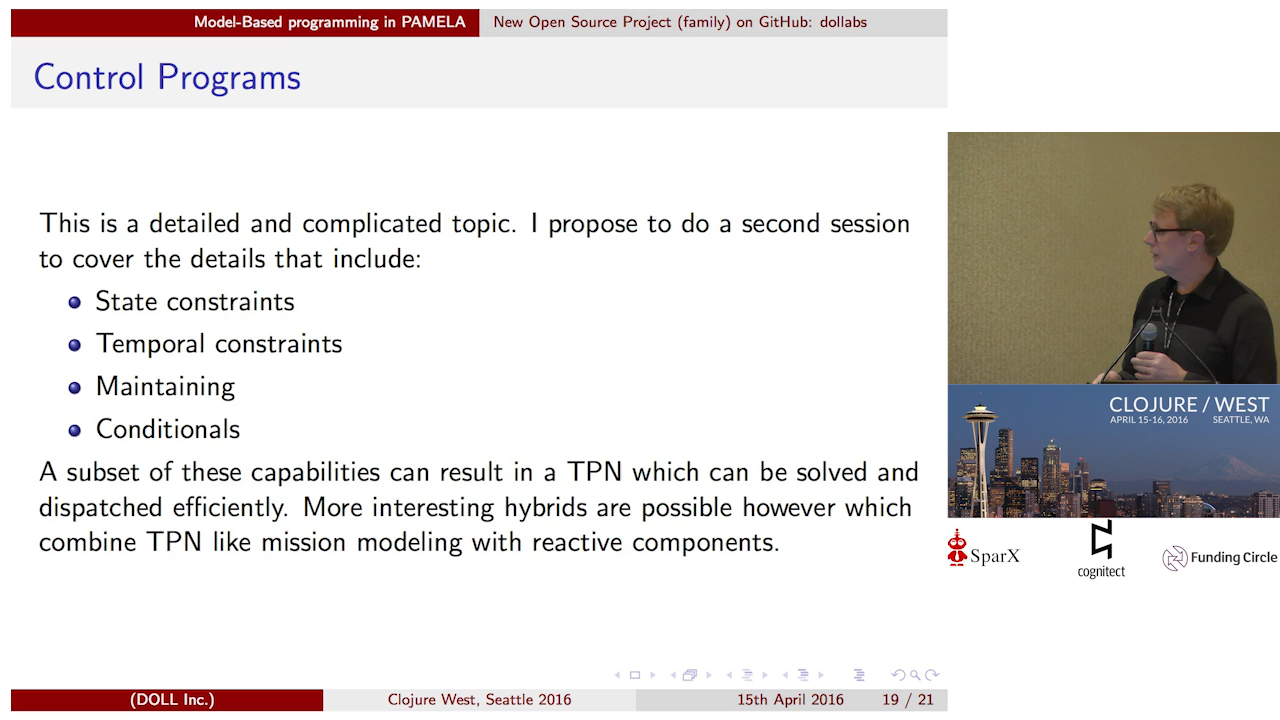 Model-Based programming in PAMELA New Open Source Project (family) on GitHub: dollabs
Control Programs
This is a detailed and complicated topic. I propose to do a second session
to cover the details that include:
State constraints
Temporal constraints
Maintaining
Conditionals
A subset of these capabilities can result in a TPN which can be solved and
dispatched efficiently. More interesting hybrids are possible however which
combine TPN like mission modeling with reactive components.
CLOJURE / WEST
APRIL 15-16, 2016 SEATTLE, WA
SparX
cognitect
Funding Circle
(DOLL Inc.) Clojure West, Seattle 2016 15th April 2016 19 / 21